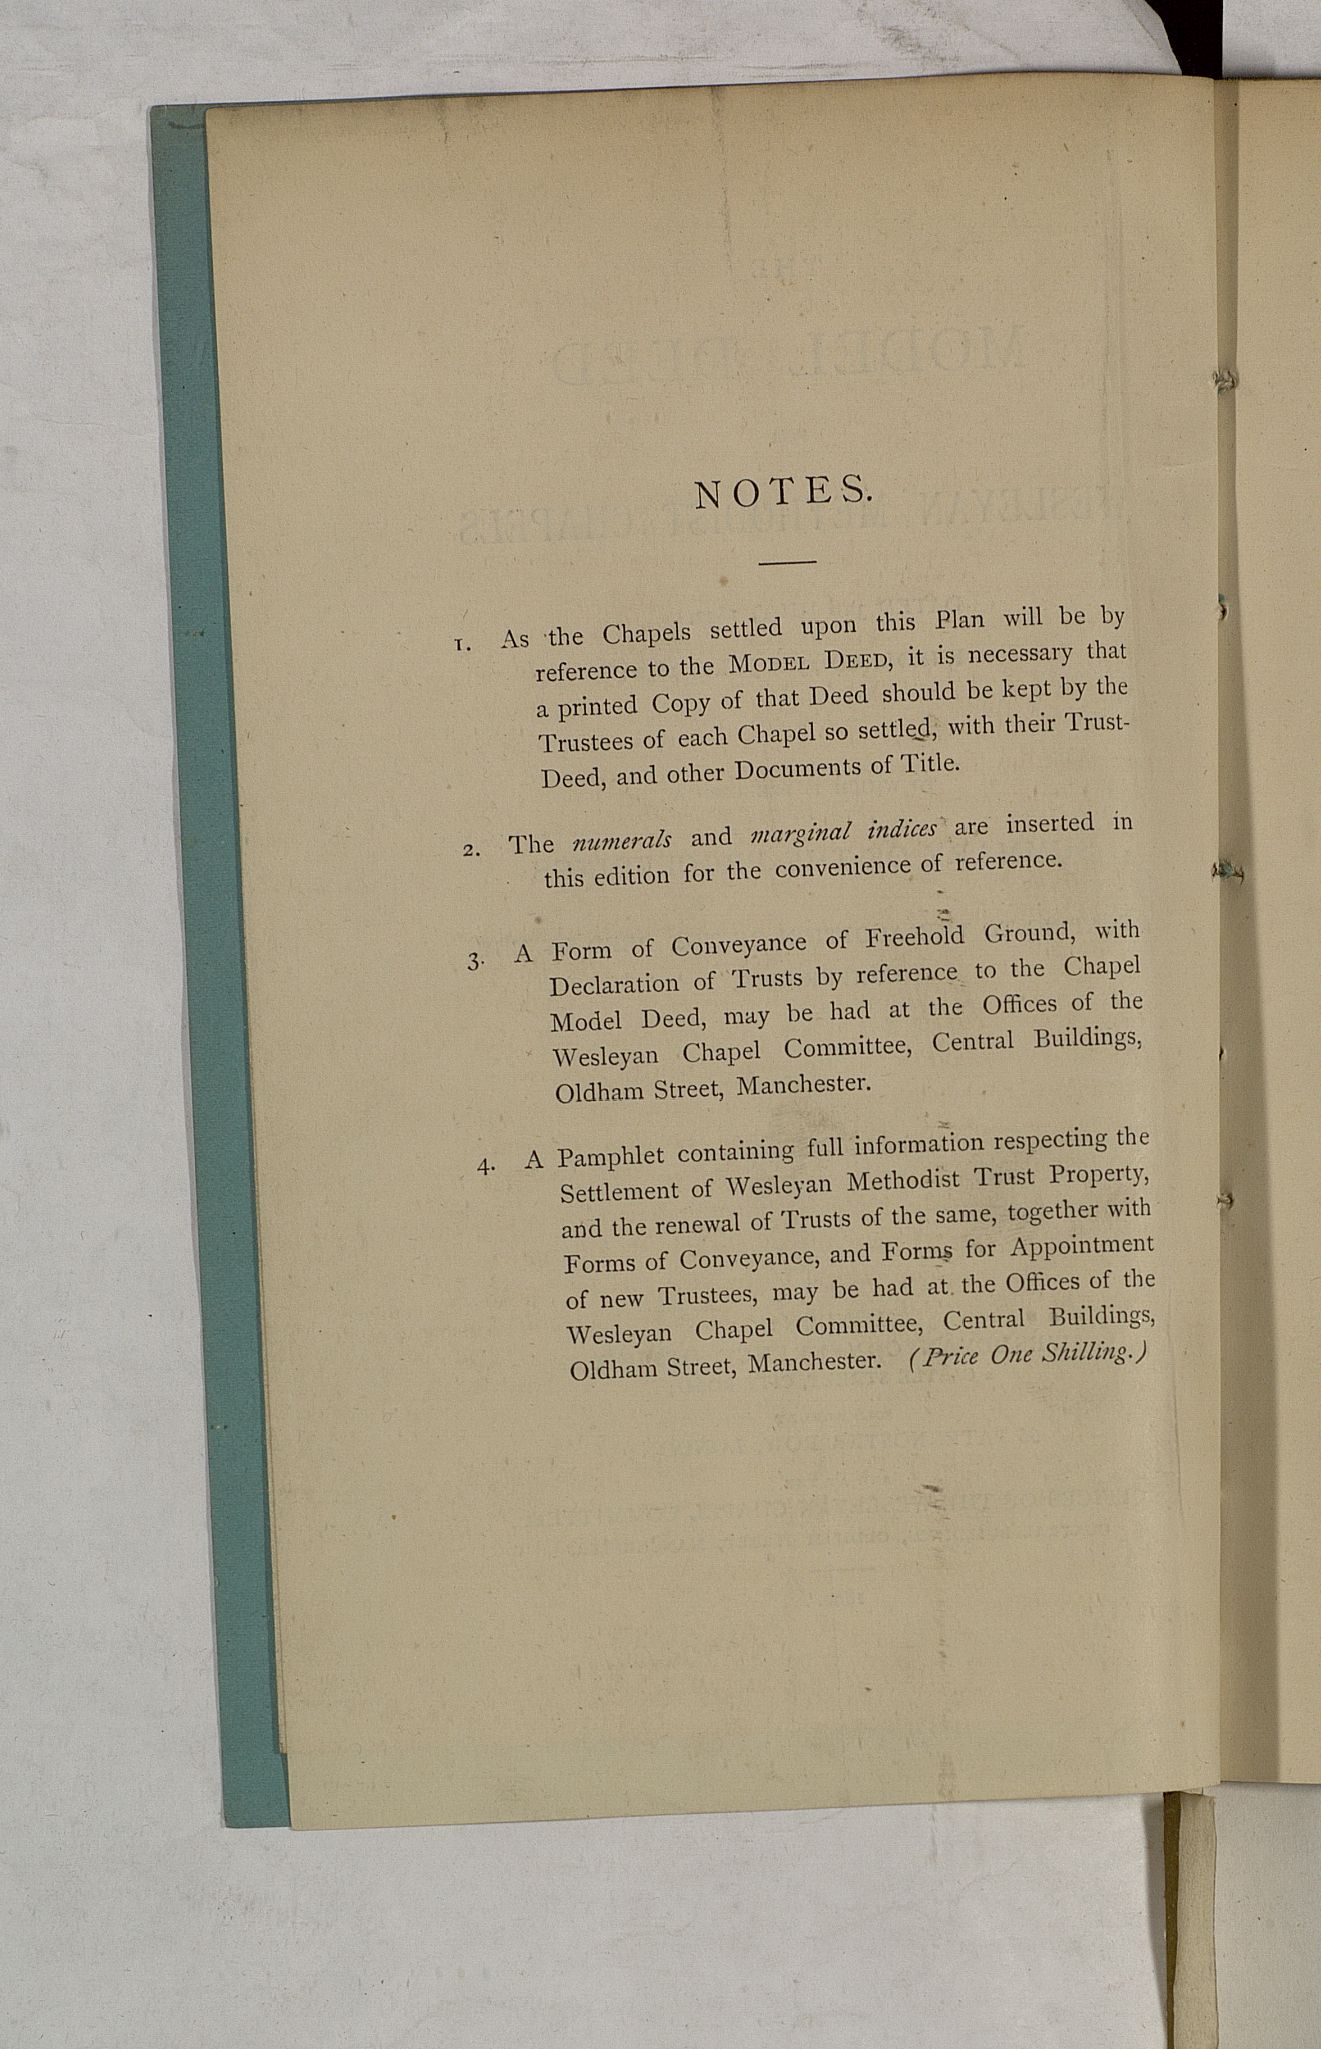 NOTES.
1. As the Chapels settled upon this Plan will be by
reference to the MODEL DEED, it is necessary that
a printed Copy of that Deed should be kept by the
Trustees of each Chapel so settled, with their Trust-
Deed, and other Documents of Title.
2. The numerals and marginal indices are inserted in
this edition for the convenience of reference.
3. A Form of Conveyance of Freehold Ground, with
Declaration of Trusts by reference to the Chapel
Model Deed, may be had at the Offices of the
Wesleyan Chapel Committee, Central Buildings,
Oldham Street, Manchester.
4. A Pamphlet containing full information respecting the
Settlement of Wesleyan Methodist Trust Property,
and the renewal of Trusts of the same, together with
Forms of Conveyance, and Forms for Appointment
of new Trustees, may be had at the Offices of the
Wesleyan Chapel Committee, Central Buildings,
Oldham Street, Manchester. (Price One Shilling.)